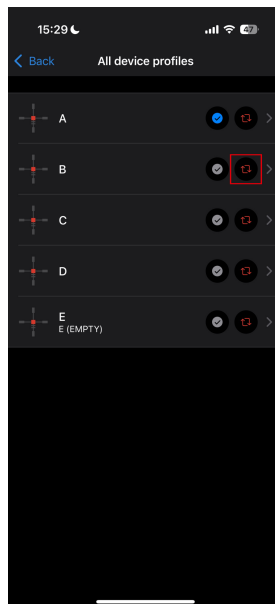 15:29
47
Back
All device profiles
A
B
C
D
E
E (EMPTY)